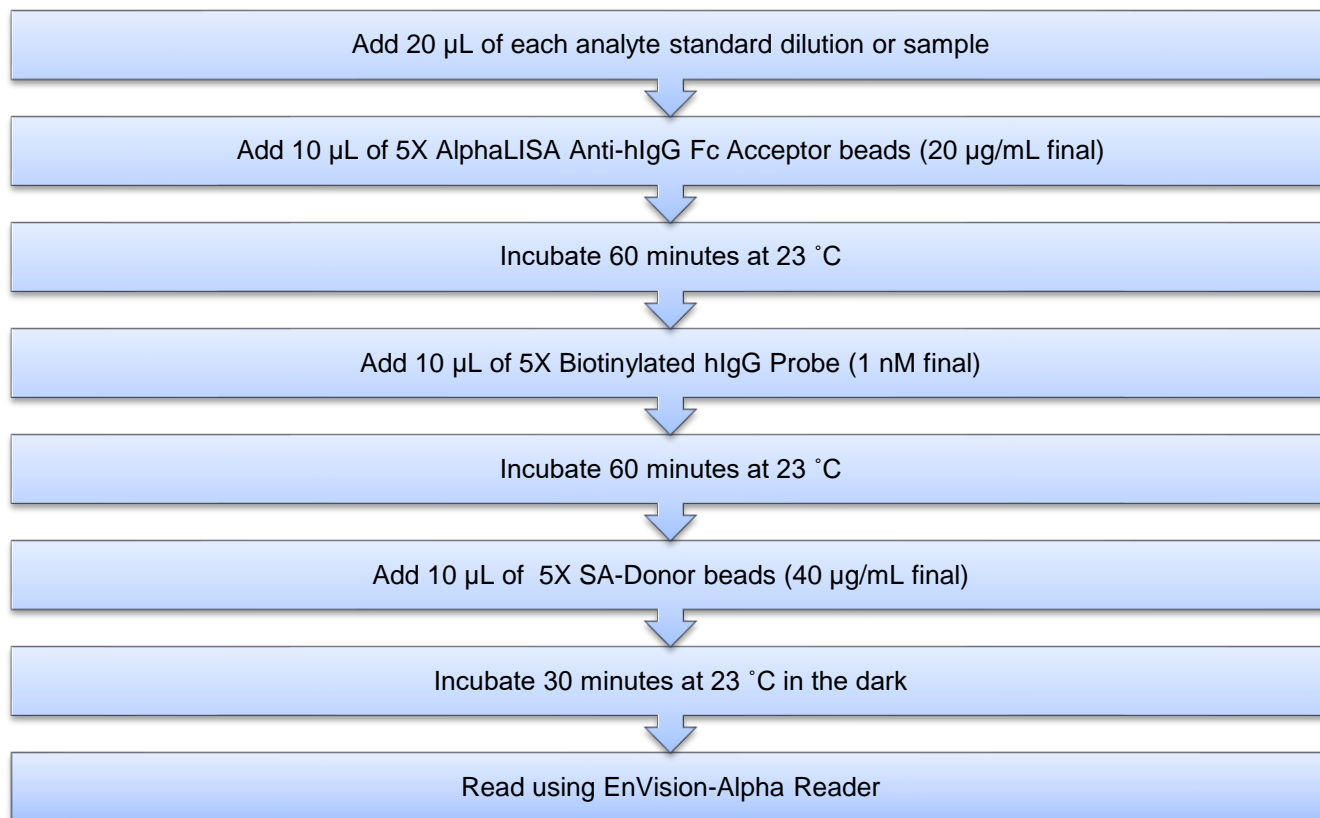 Add 20 µL of each analyte standard dilution or sample
Add 10 µL of 5X AlphaLISA Anti-hIgG Fc Acceptor beads (20 µg/mL final)
Incubate 60 minutes at 23 ˚C
Add 10 µL of 5X Biotinylated hIgG Probe (1 nM final)
Incubate 60 minutes at 23 ˚C
Add 10 µL of  5X SA-Donor beads (40 µg/mL final)
Incubate 30 minutes at 23 ˚C in the dark
Read using EnVision-Alpha Reader